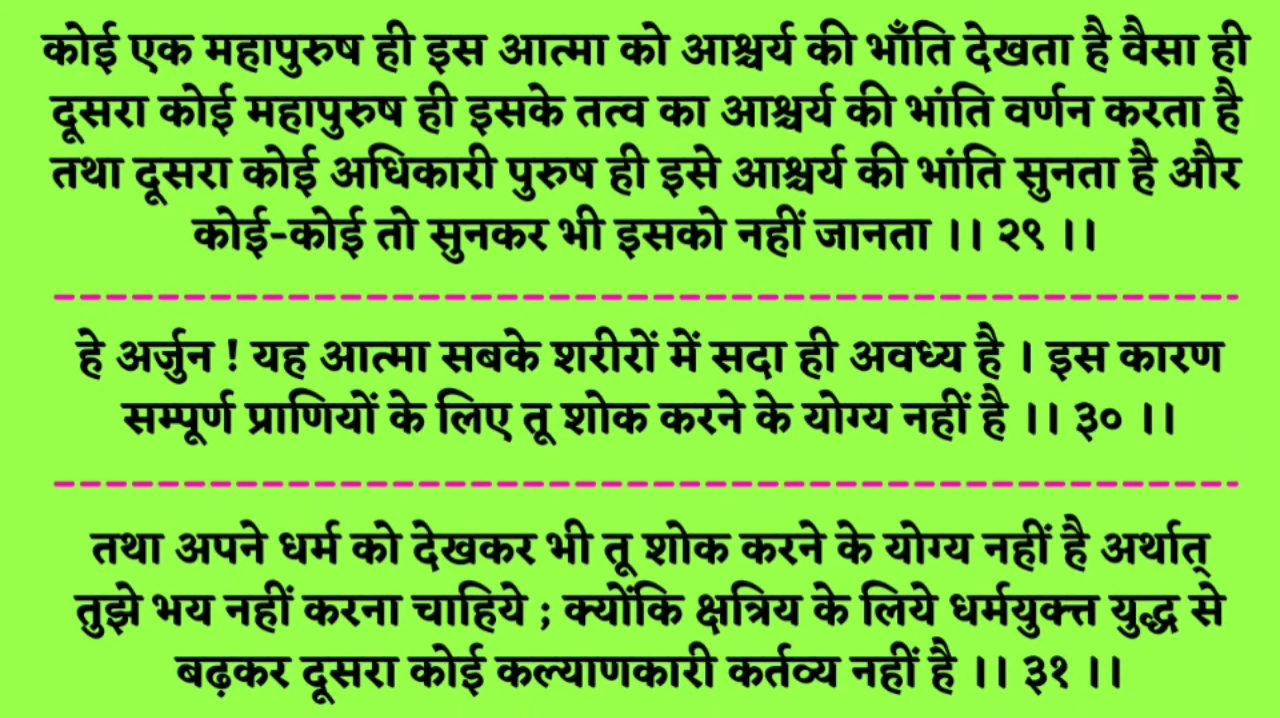 कोई एक महापुरुष ही इस आत्मा को आश्चर्य की भाँति देखता है वैसा ही
दूसरा कोई महापुरुष ही इसके तत्व का आश्चर्य की भांति वर्णन करता है
तथा दूसरा कोई अधिकारी पुरुष ही इसे आश्चर्य की भांति सुनता है और
कोई-कोई तो सुनकर भी इसको नहीं जानता ।। २९ ।।
हे अर्जुन ! यह आत्मा सबके शरीरों में सदा ही अवध्य है । इस कारण
सम्पूर्ण प्राणियों के लिए तू शोक करने के योग्य नहीं है ।। ३० ।।
तथा अपने धर्म को देखकर भी तू शोक करने के योग्य नहीं है अर्थात्
तुझे भय नहीं करना चाहिये ; क्योंकि क्षत्रिय के लिये धर्मयुक्त्त युद्ध से
बढ़कर दूसरा कोई कल्याणकारी कर्तव्य नहीं है ।। ३१ ।।